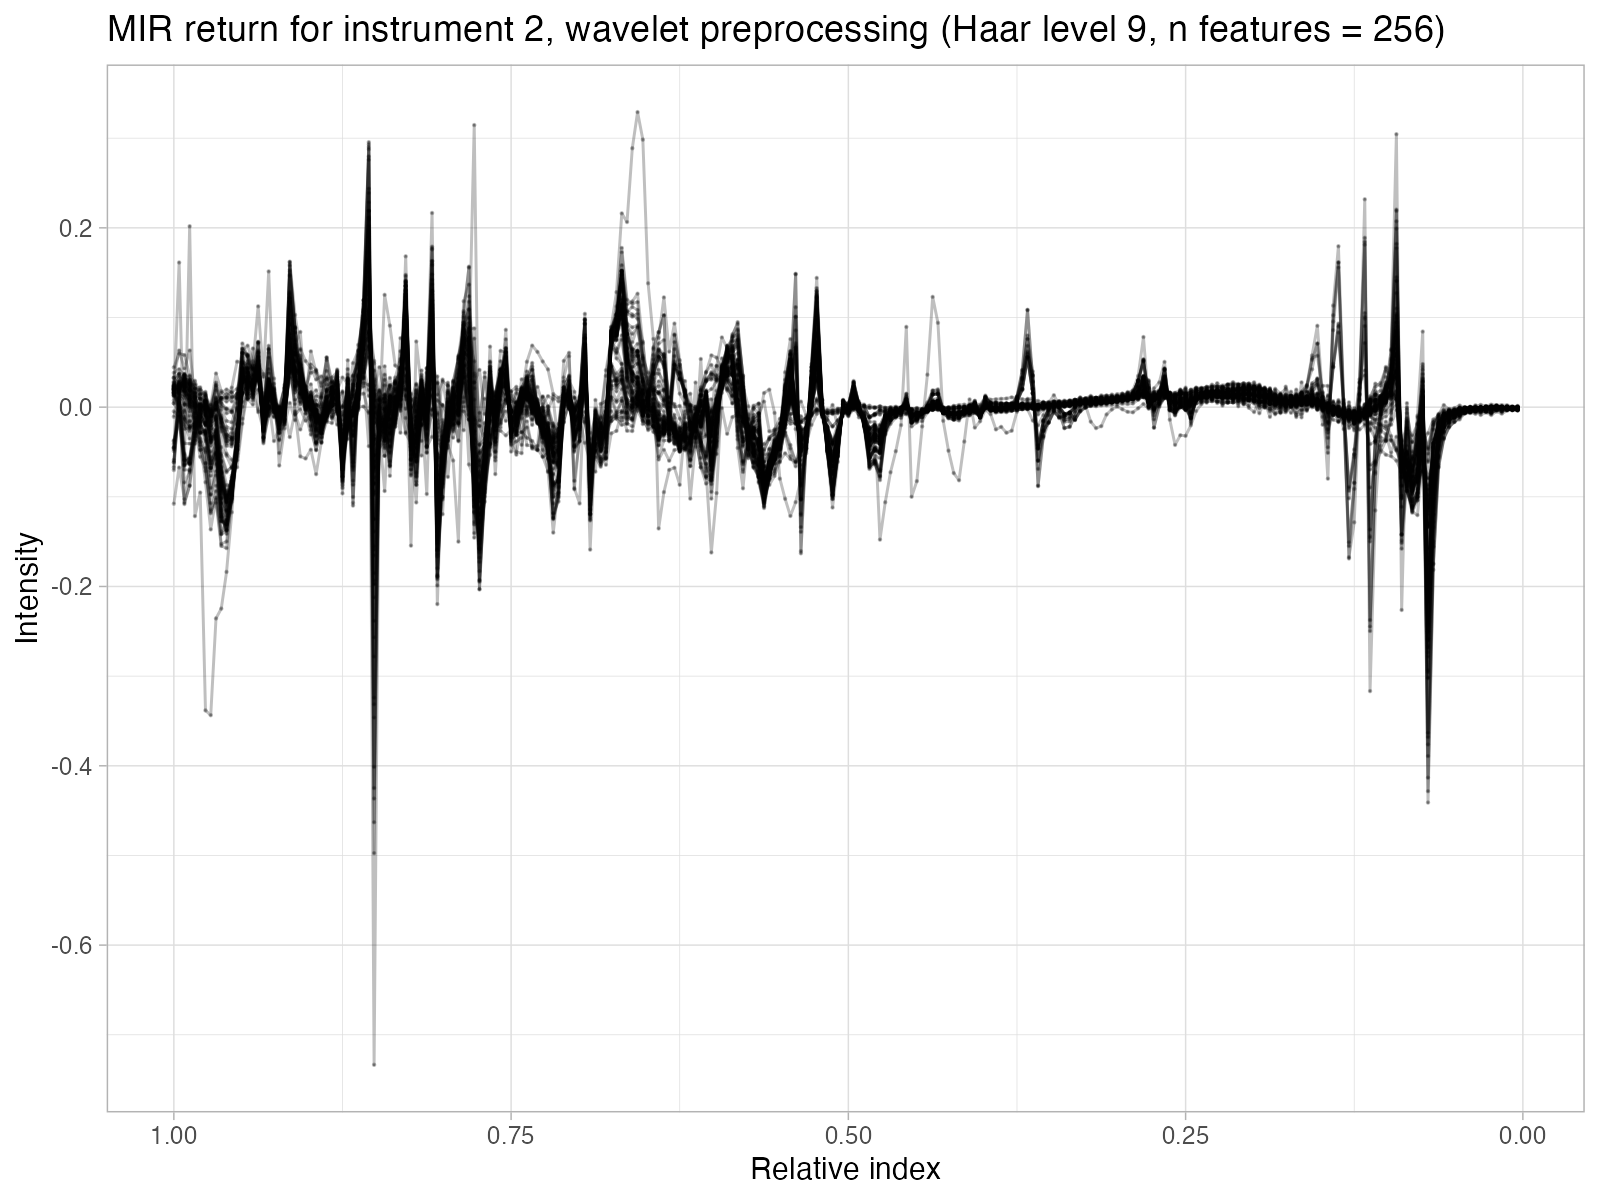 MIR return for instrument 2, wavelet preprocessing (Haar level 9, n features = 256)
0.2
0.0
-0.2
-0.4
-0.6
Intensity
1.00 0.75 0.50 0.25 0.00
Relative index